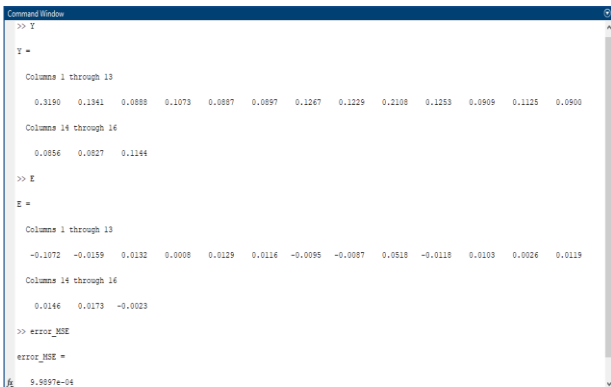 Command Window
>> Y
Y =
Columns 1 through 13
0.3190 0.1341 0.0888 0.1073 0.0887 0.0897 0.1267 0.1229 0.2108 0.1253 0.0909 0.1125 0.0900
Columns 14 through 16
0.0856 0.0827 0.1144
>> E
E =
Columns 1 through 13
-0.1072 -0.0159 0.0132 0.0008 0.0129 0.0116 -0.0095 -0.0087 0.0518 -0.0118 0.0103 0.0026 0.0119
Columns 14 through 16
0.0146 0.0173 -0.0023
>> error_MSE
error_MSE =
fx 9.9897e-04